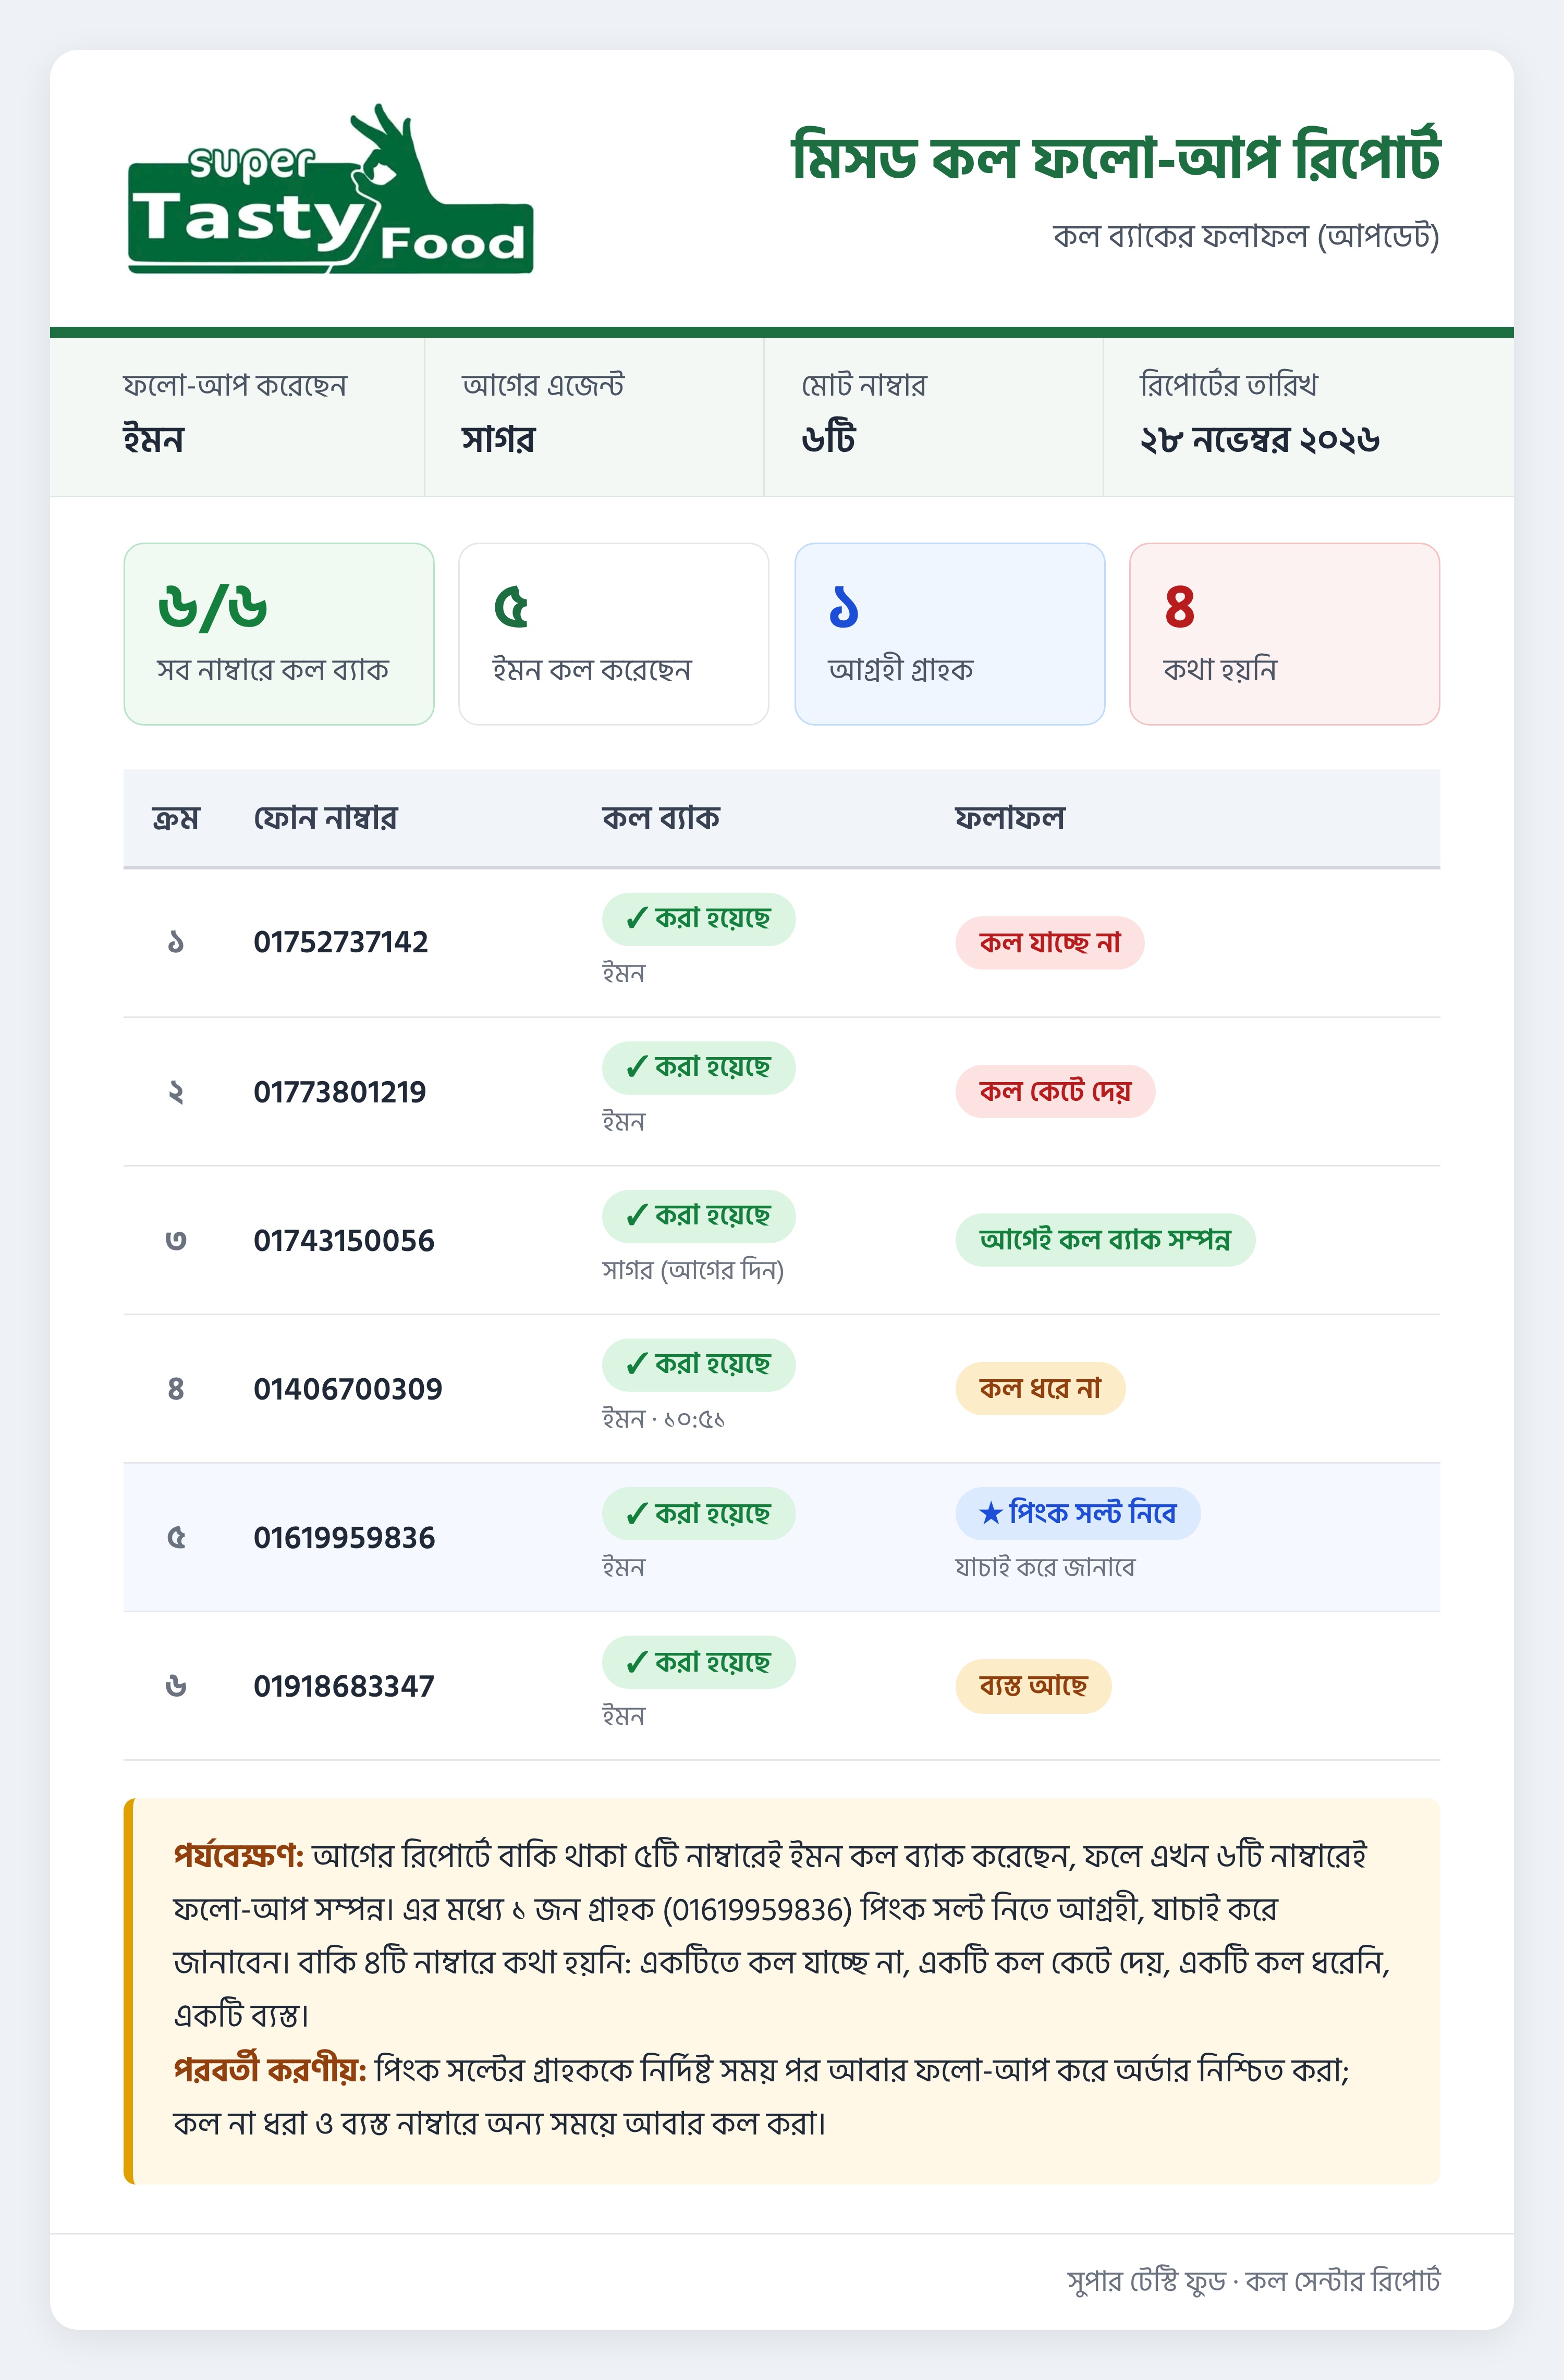 super
Tasty Food
মিসড কল ফলো-আপ রিপোর্ট
কল ব্যাকের ফলাফল (আপডেট)
ফলো-আপ করেছেন
ইমন
আগের এজেন্ট
সাগর
মোট নাম্বার
৬টি
রিপোর্টের তারিখ
২৮ নভেম্বর ২০২৬
৬/৬
সব নাম্বারে কল ব্যাক
৫
ইমন কল করেছেন
১
আগ্রহী গ্রাহক
৪
কথা হয়নি
ক্রম ফোন নাম্বার কল ব্যাক ফলাফল
১ 01752737142 ✓ করা হয়েছে কল যাচ্ছে না
ইমন
২ 01773801219 ✓ করা হয়েছে কল কেটে দেয়
ইমন
৩ 01743150056 ✓ করা হয়েছে আগেই কল ব্যাক সম্পন্ন
সাগর (আগের দিন)
৪ 01406700309 ✓ করা হয়েছে কল ধরে না
ইমন · ১০:৫১
৫ 01619959836 ✓ করা হয়েছে ★ পিংক সল্ট নিবে
ইমন যাচাই করে জানাবে
৬ 01918683347 ✓ করা হয়েছে ব্যস্ত আছে
ইমন
পর্যবেক্ষণ: আগের রিপোর্টে বাকি থাকা ৫টি নাম্বারেই ইমন কল ব্যাক করেছেন, ফলে এখন ৬টি নাম্বারেই
ফলো-আপ সম্পন্ন। এর মধ্যে ১ জন গ্রাহক (01619959836) পিংক সল্ট নিতে আগ্রহী, যাচাই করে
জানাবেন। বাকি ৪টি নাম্বারে কথা হয়নি: একটিতে কল যাচ্ছে না, একটি কল কেটে দেয়, একটি কল ধরেনি,
একটি ব্যস্ত।
পরবর্তী করণীয়: পিংক সল্টের গ্রাহককে নির্দিষ্ট সময় পর আবার ফলো-আপ করে অর্ডার নিশ্চিত করা;
কল না ধরা ও ব্যস্ত নাম্বারে অন্য সময়ে আবার কল করা।
সুপার টেস্টি ফুড · কল সেন্টার রিপোর্ট